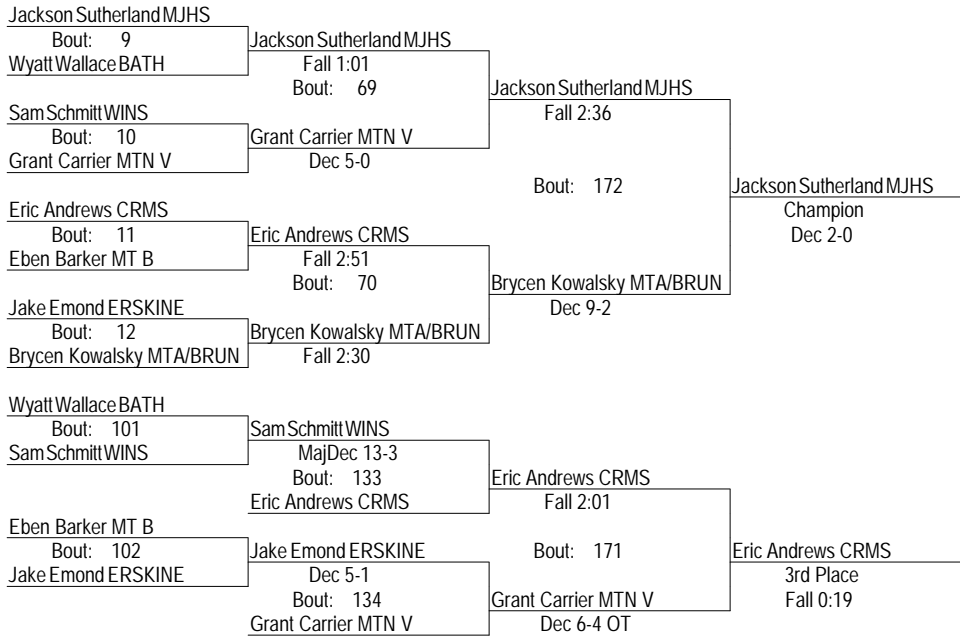 Jackson Sutherland MJHS
Bout: 9
Wyatt Wallace BATH
Jackson Sutherland MJHS
Fall 1:01
Bout: 69
Sam Schmitt WINS
Bout: 10
Grant Carrier MTN V
Grant Carrier MTN V
Dec 5-0
Jackson Sutherland MJHS
Fall 2:36
Bout: 172
Eric Andrews CRMS
Bout: 11
Eben Barker MT B
Eric Andrews CRMS
Fall 2:51
Bout: 70
Jake Emond ERSKINE
Bout: 12
Brycen Kowalsky MTA/BRUN
Brycen Kowalsky MTA/BRUN
Fall 2:30
Brycen Kowalsky MTA/BRUN
Dec 9-2
Jackson Sutherland MJHS
Champion
Dec 2-0
Wyatt Wallace BATH
Bout: 101
Sam Schmitt WINS
Sam Schmitt WINS
MajDec 13-3
Bout: 133
Eric Andrews CRMS
Eric Andrews CRMS
Fall 2:01
Bout: 171
Eben Barker MT B
Bout: 102
Jake Emond ERSKINE
Jake Emond ERSKINE
Dec 5-1
Bout: 134
Grant Carrier MTN V
Grant Carrier MTN V
Dec 6-4 OT
Eric Andrews CRMS
3rd Place
Fall 0:19